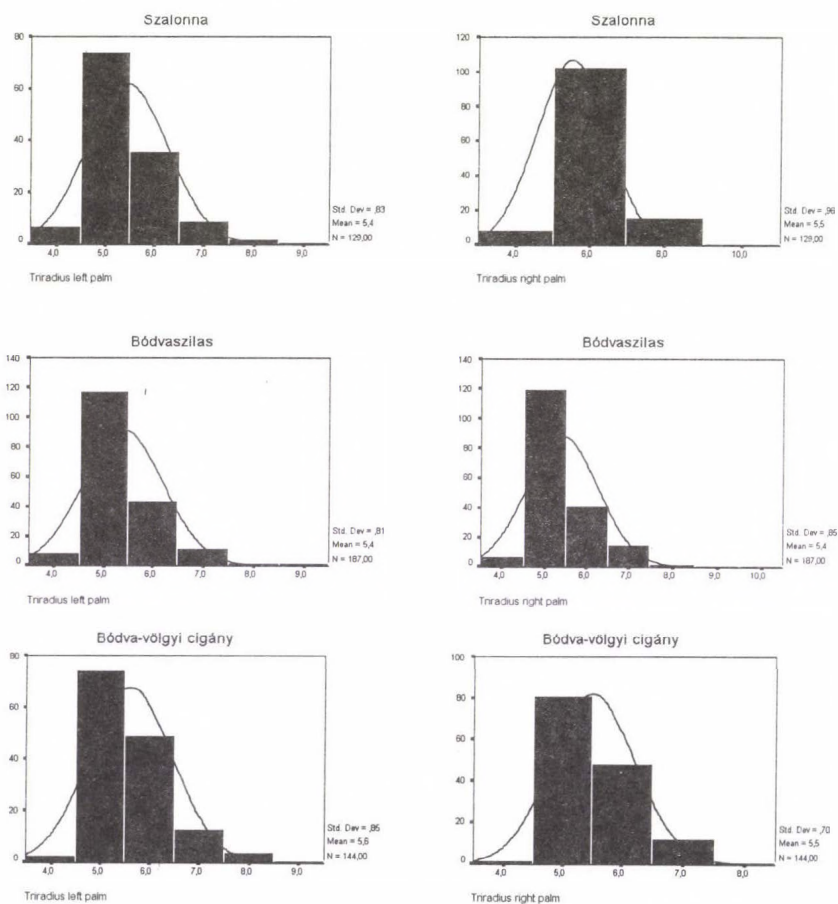 Szalonna
80
60
40
20
0
4,0 5,0 6,0 7,0 8,0 9,0
Std. Dev = ,83
Mean = 5,4
N = 129,00
Triradius left palm
Szalonna
120
100
80
60
40
20
0
4,0 6,0 8,0 10,0
Std. Dev = ,96
Mean = 5,5
N = 129,00
Triradius right palm
Bódvaszilas
140
120
100
80
60
40
20
0
4,0 5,0 6,0 7,0 8,0 9,0
Std. Dev = ,81
Mean = 5,4
N = 187,00
Triradius left palm
Bódvaszilas
140
120
100
80
60
40
20
0
4,0 5,0 6,0 7,0 8,0 9,0 10,0
Std. Dev = ,85
Mean = 5,4
N = 187,00
Triradius right palm
Bódva-völgyi cigány
80
60
40
20
0
4,0 5,0 6,0 7,0 8,0 9,0
Std. Dev = ,85
Mean = 5,6
N = 144,00
Triradius left palm
Bódva-völgyi cigány
100
80
60
40
20
0
4,0 5,0 6,0 7,0 8,0
Std. Dev = ,70
Mean = 5,5
N = 144,00
Triradius right palm